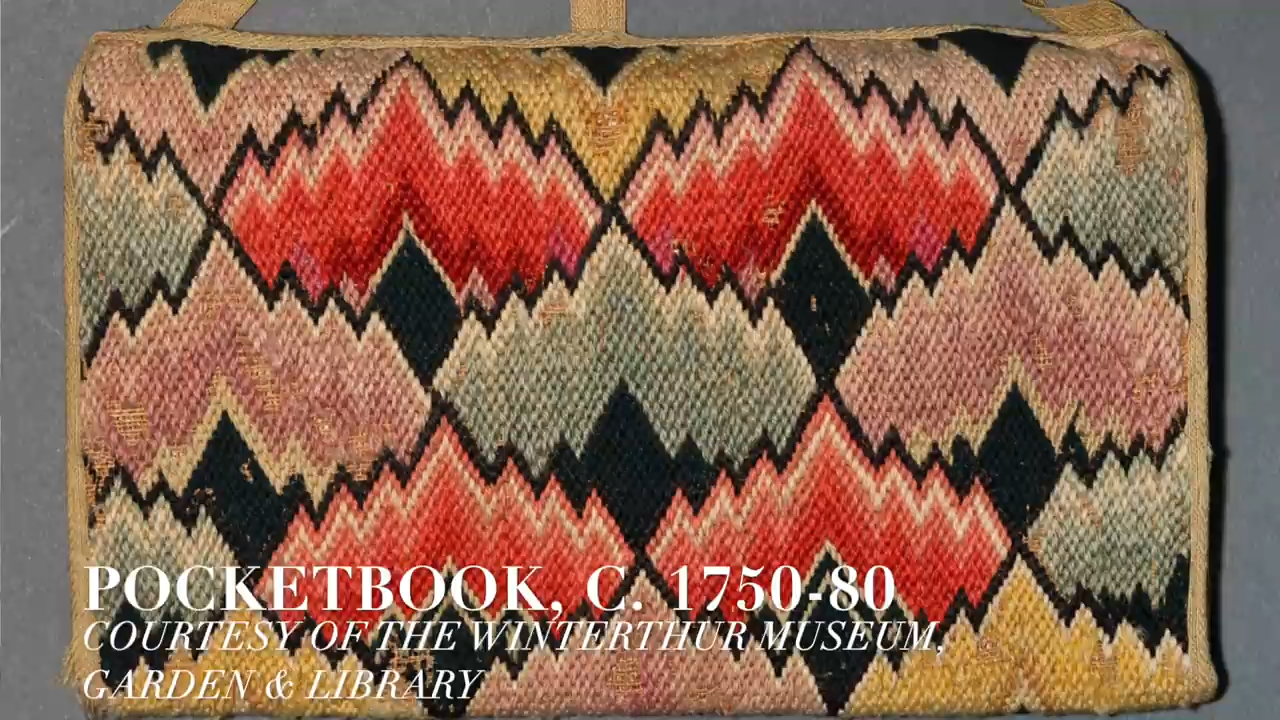 POCKETBOOK, C. 1750-80
COURTESY OF THE WINTERTHUR MUSEUM,
GARDEN & LIBRARY